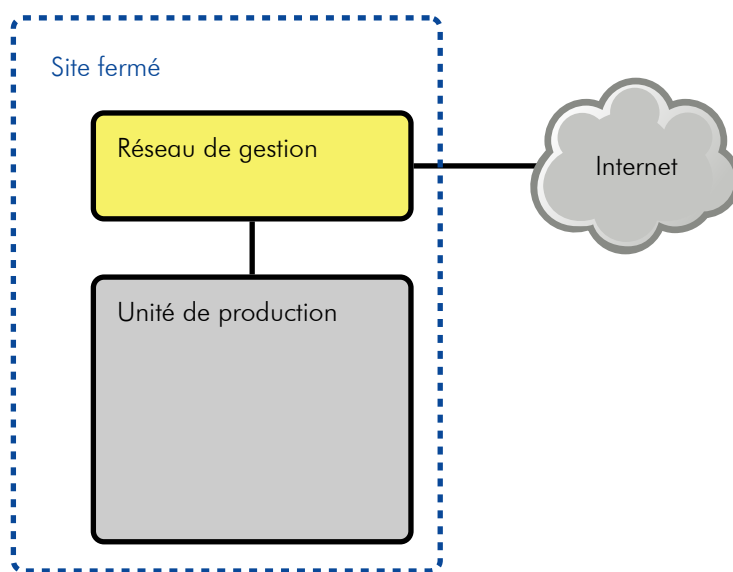 Site fermé
Réseau de gestion
Internet
Unité de production